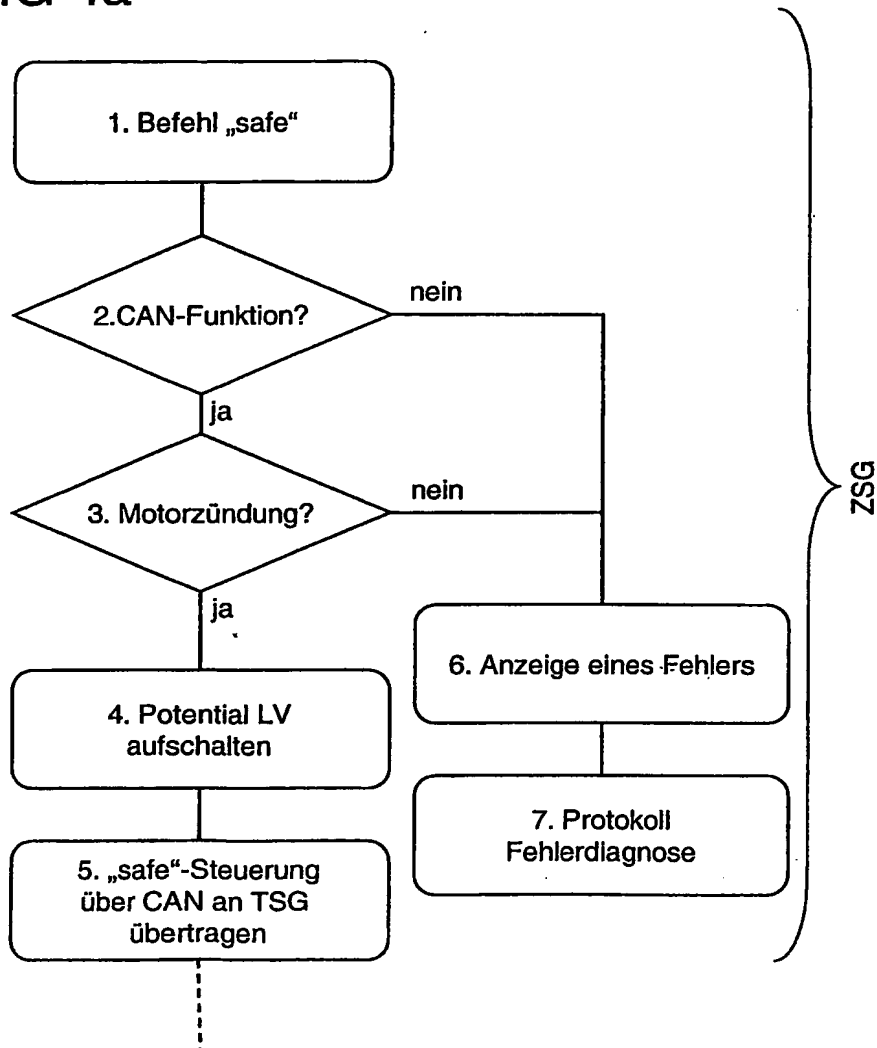 1. Befehl „safe“
2.CAN-Funktion?
nein
ja
3. Motorzündung?
nein
ja
4. Potential LV
aufschalten
5. „safe“-Steuerung
über CAN an TSG
übertragen
6. Anzeige eines Fehlers
7. Protokoll
Fehlerdiagnose
ZSG